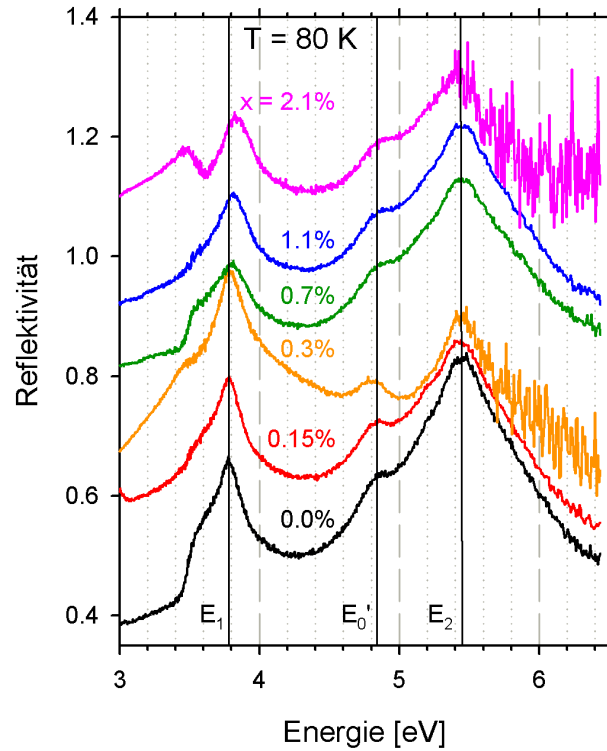 1.4
T = 80 K
x = 2.1%
1.2
1.1%
1.0
0.7%
0.3%
0.8
0.15%
0.6
0.0%
0.4
E₁
E₀'
E₂
3
4
5
6
Reflektivität
Energie [eV]